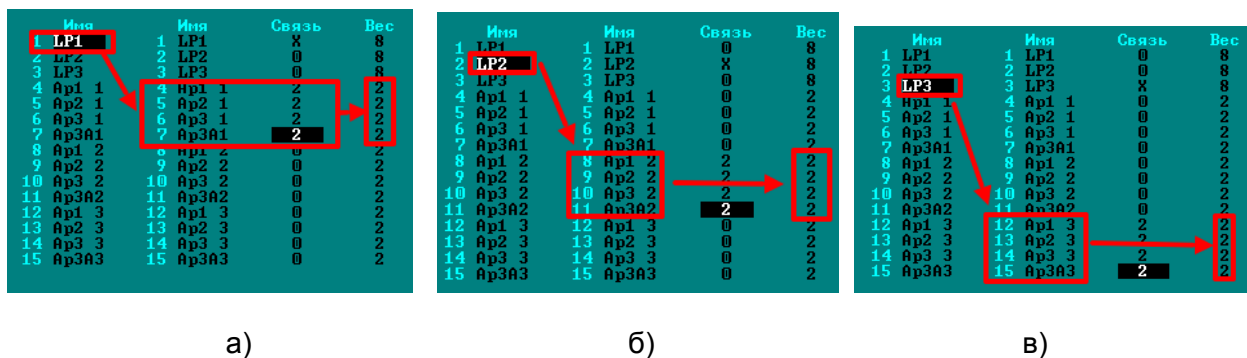 Имя Имя Связь Вес
1 LP1 1 LP1 X 8
2 LP2 2 LP2 0 8
3 LP3 3 LP3 0 8
4 Ap1 1 4 Ap1 1 2 2
5 Ap2 1 5 Ap2 1 2 2
6 Ap3 1 6 Ap3 1 2 2
7 Ap3A1 7 Ap3A1 2 2
8 Ap1 2 8 Ap1 2 0 2
9 Ap2 2 9 Ap2 2 0 2
10 Ap3 2 10 Ap3 2 0 2
11 Ap3A2 11 Ap3A2 0 2
12 Ap1 3 12 Ap1 3 0 2
13 Ap2 3 13 Ap2 3 0 2
14 Ap3 3 14 Ap3 3 0 2
15 Ap3A3 15 Ap3A3 0 2
а)
Имя Имя Связь Вес
1 LP1 1 LP1 0 8
2 LP2 2 LP2 X 8
3 LP3 3 LP3 0 8
4 Ap1 1 4 Ap1 1 0 2
5 Ap2 1 5 Ap2 1 0 2
6 Ap3 1 6 Ap3 1 0 2
7 Ap3A1 7 Ap3A1 0 2
8 Ap1 2 8 Ap1 2 2 2
9 Ap2 2 9 Ap2 2 2 2
10 Ap3 2 10 Ap3 2 2 2
11 Ap3A2 11 Ap3A2 2 2
12 Ap1 3 12 Ap1 3 0 2
13 Ap2 3 13 Ap2 3 0 2
14 Ap3 3 14 Ap3 3 0 2
15 Ap3A3 15 Ap3A3 0 2
б)
Имя Имя Связь Вес
1 LP1 1 LP1 0 8
2 LP2 2 LP2 0 8
3 LP3 3 LP3 X 8
4 Ap1 1 4 Ap1 1 0 2
5 Ap2 1 5 Ap2 1 0 2
6 Ap3 1 6 Ap3 1 0 2
7 Ap3A1 7 Ap3A1 0 2
8 Ap1 2 8 Ap1 2 0 2
9 Ap2 2 9 Ap2 2 0 2
10 Ap3 2 10 Ap3 2 0 2
11 Ap3A2 11 Ap3A2 0 2
12 Ap1 3 12 Ap1 3 2 2
13 Ap2 3 13 Ap2 3 2 2
14 Ap3 3 14 Ap3 3 2 2
15 Ap3A3 15 Ap3A3 2 2
в)